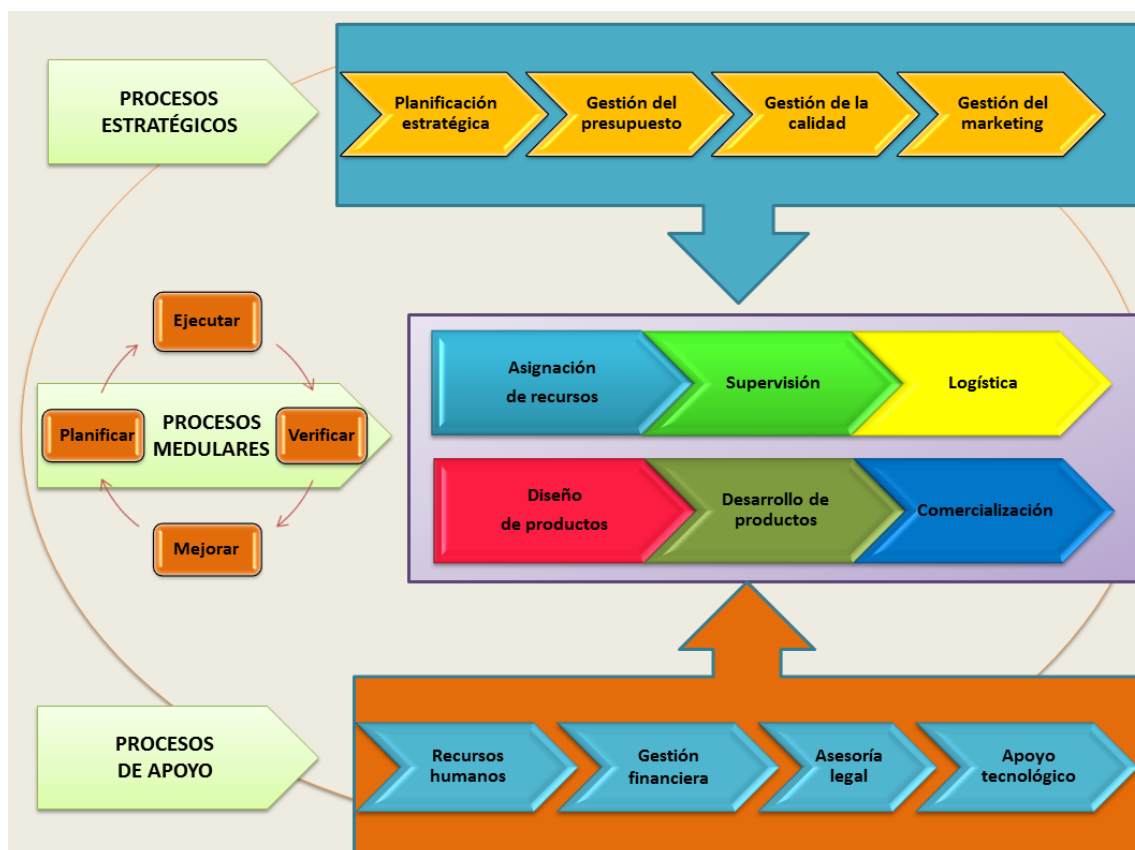 PROCESOS
ESTRATÉGICOS
Planificación
estratégica
Gestión del
presupuesto
Gestión de la
calidad
Gestión del
marketing
Ejecutar
Planificar
PROCESOS
MEDULARES
Verificar
Mejorar
Asignación
de recursos
Supervisión
Logística
Diseño
de productos
Desarrollo de
productos
Comercialización
PROCESOS
DE APOYO
Recursos
humanos
Gestión
financiera
Asesoría
legal
Apoyo
tecnológico